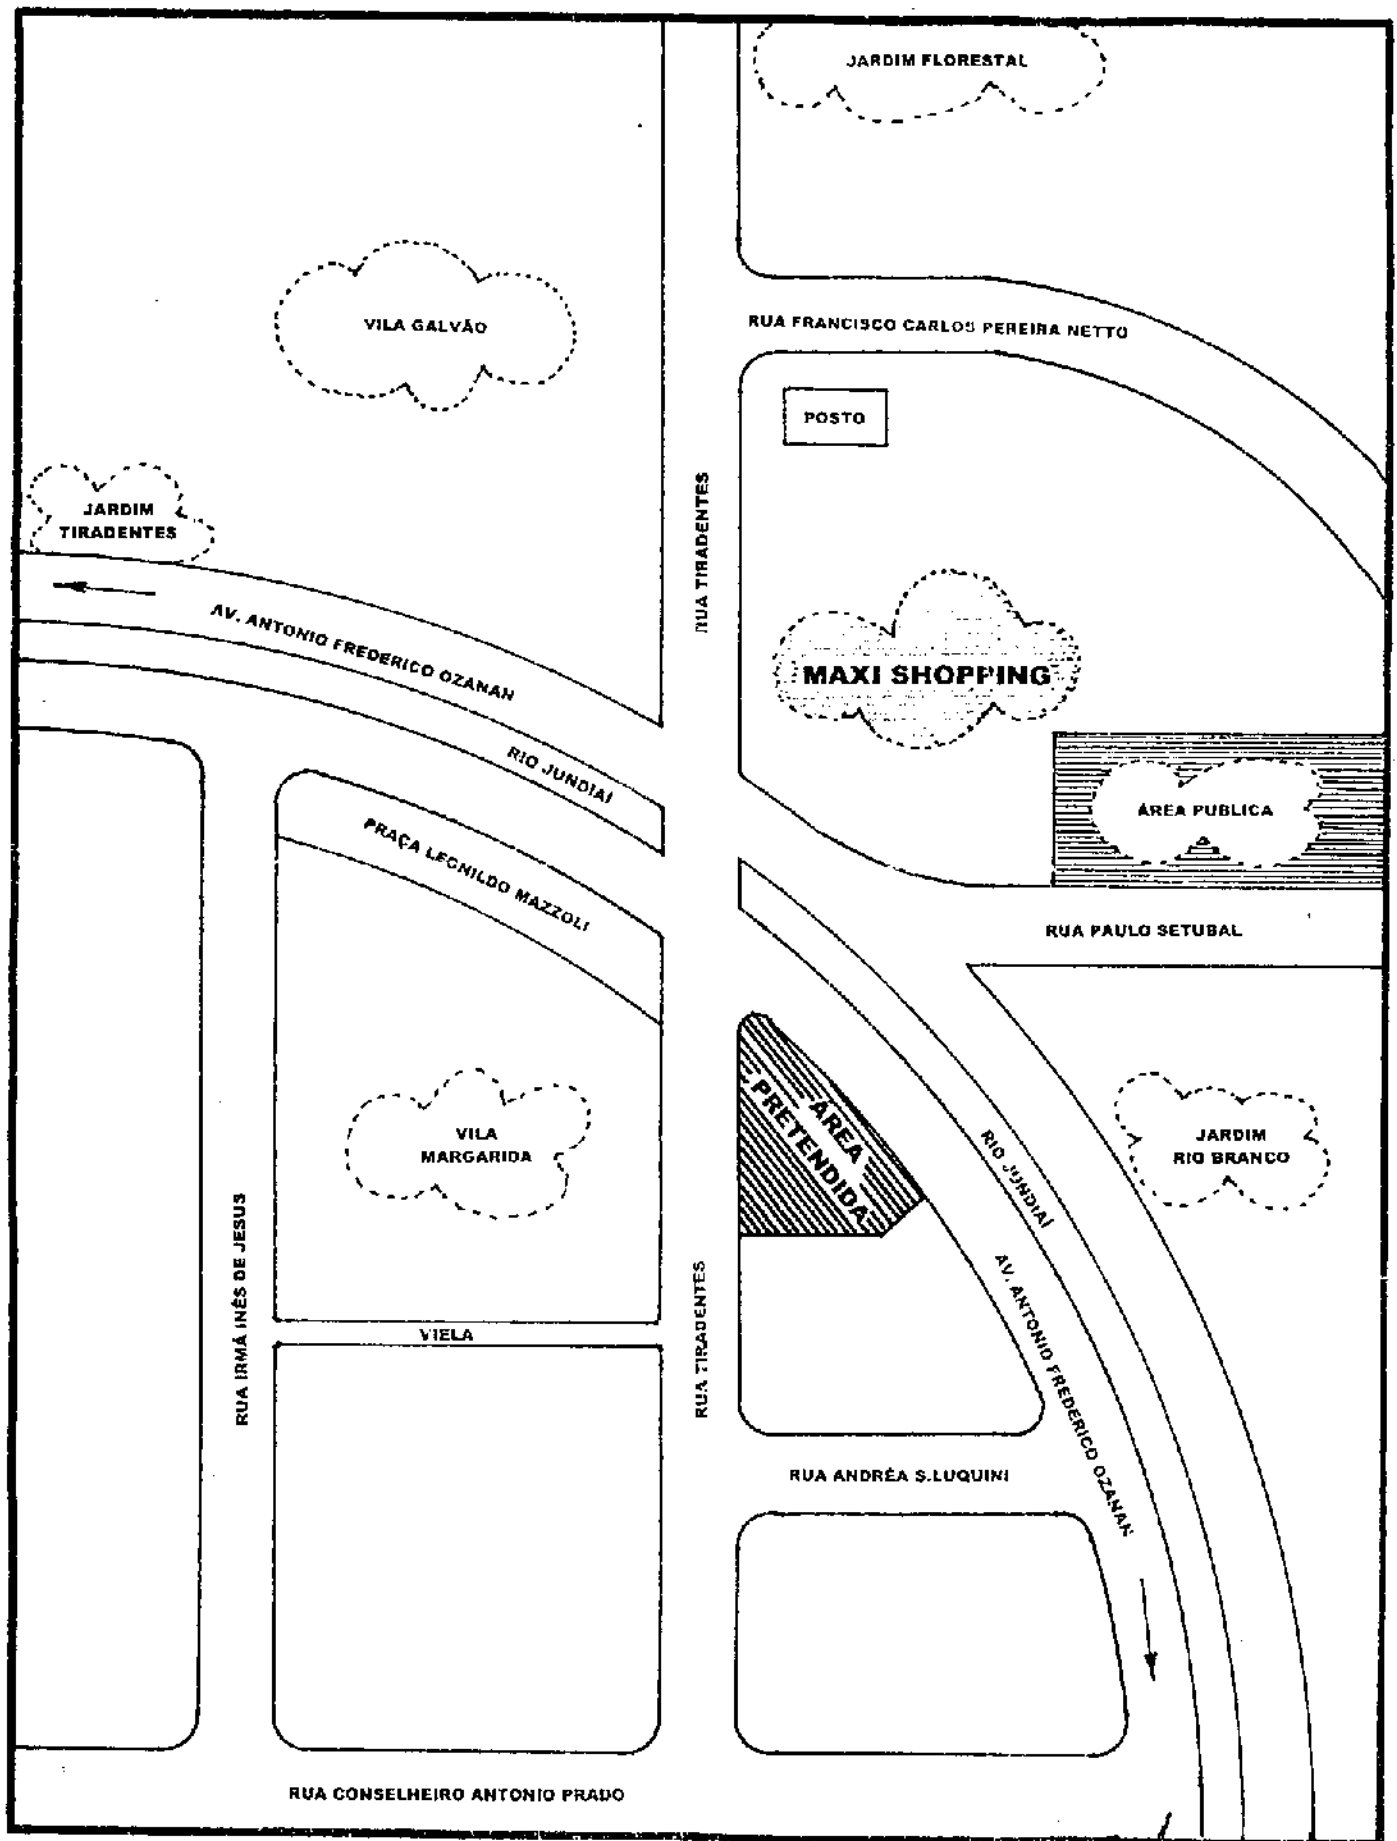 JARDIM FLORESTAL
VILA GALVÃO
RUA FRANCISCO CARLOS PEREIRA NETTO
POSTO
JARDIM
TIRADENTES
RUA TIRADENTES
AV. ANTONIO FREDERICO OZANAN
MAXI SHOPPING
RIO JUNDIAÍ
ÁREA PUBLICA
PRAÇA LEONILDO MAZZOLI
RUA PAULO SETUBAL
ÁREA
PRETENDIDA
VILA
MARGARIDA
RIO JUNDIAÍ
JARDIM
RIO BRANCO
RUA IRMÃ INÊS DE JESUS
RUA TIRADENTES
AV. ANTONIO FREDERICO OZANAN
VIELA
RUA ANDRÉA S.LUQUINI
RUA CONSELHEIRO ANTONIO PRADO